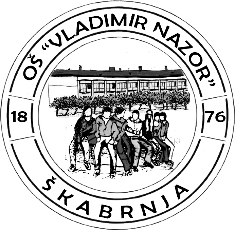 OŠ “VLADIMIR NAZOR”
18 76
ŠKABRNJA